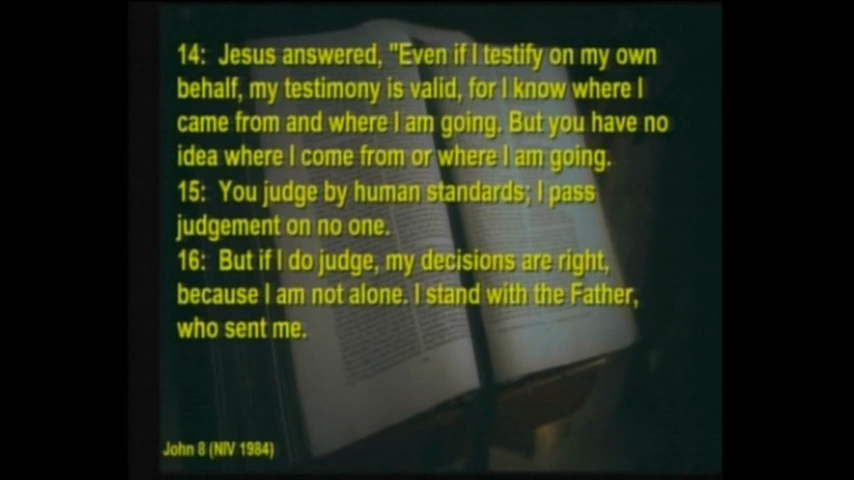 14: Jesus answered, "Even if I testify on my own
behalf, my testimony is valid, for I know where I
came from and where I am going. But you have no
idea where I come from or where I am going.
15: You judge by human standards; I pass
judgement on no one.
16: But if I do judge, my decisions are right,
because I am not alone. I stand with the Father,
who sent me.
John 8 (NIV 1984)